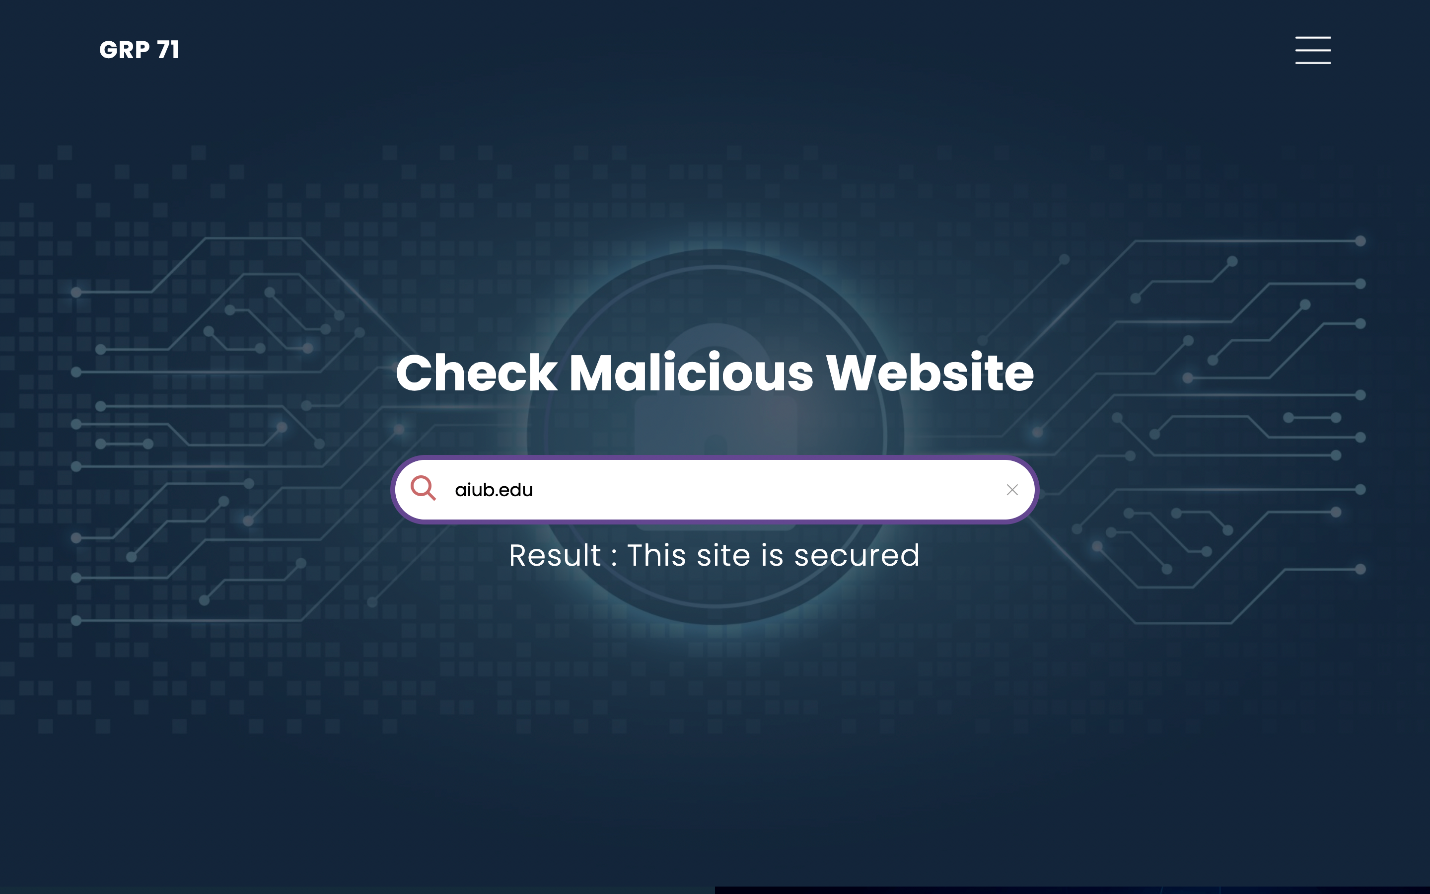 GRP 71
Check Malicious Website
aiub.edu
Result : This site is secured